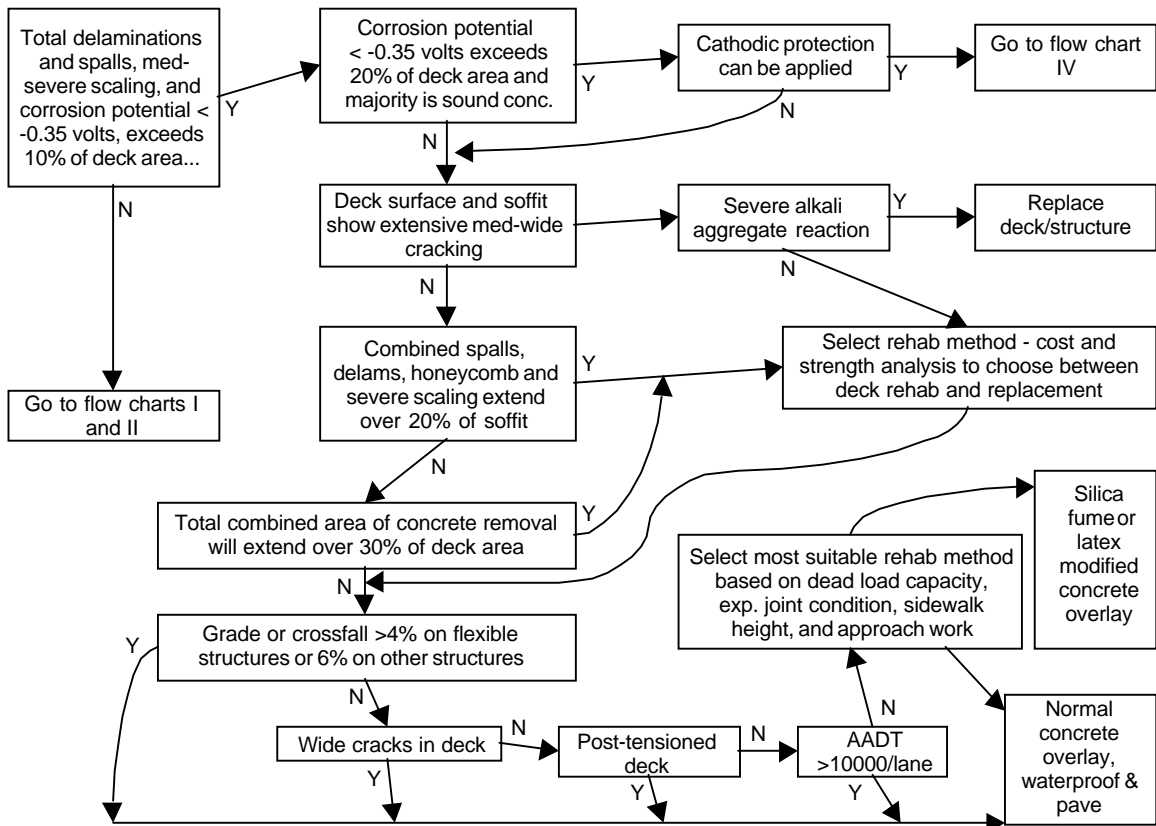 Total delaminations
and spalls, med-
severe scaling, and
corrosion potential <
-0.35 volts, exceeds
10% of deck area...
Y
N
Corrosion potential
< -0.35 volts exceeds
20% of deck area and
majority is sound conc.
Y
N
Cathodic protection
can be applied
Y
N
Go to flow chart
IV
Deck surface and soffit
show extensive med-wide
cracking
N
Severe alkali
aggregate reaction
Y
N
Replace
deck/structure
Go to flow charts I
and II
Combined spalls,
delams, honeycomb and
severe scaling extend
over 20% of soffit
Y
N
Select rehab method - cost and
strength analysis to choose between
deck rehab and replacement
Total combined area of concrete removal
will extend over 30% of deck area
Y
N
Select most suitable rehab method
based on dead load capacity,
exp. joint condition, sidewalk
height, and approach work
Silica
fume or
latex
modified
concrete
overlay
Grade or crossfall >4% on flexible
structures or 6% on other structures
Y
N
Wide cracks in deck
N
Y
Post-tensioned
deck
N
Y
AADT
>10000/lane
N
Y
Normal
concrete
overlay,
waterproof &
pave